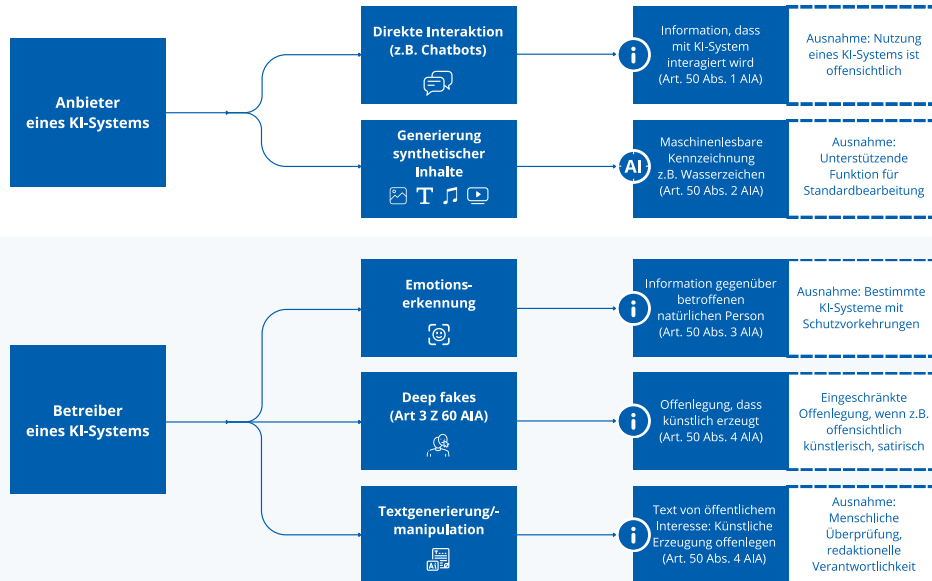 Anbieter
eines KI-Systems
Direkte Interaktion
(z.B. Chatbots)
Information, dass
mit KI-System
interagiert wird
(Art. 50 Abs. 1 AIA)
Ausnahme: Nutzung
eines KI-Systems ist
offensichtlich
Generierung
synthetischer
Inhalte
T
AI
Maschinenlesbare
Kennzeichnung
z.B. Wasserzeichen
(Art. 50 Abs. 2 AIA)
Ausnahme:
Unterstützende
Funktion für
Standardbearbeitung
Betreiber
eines KI-Systems
Emotions-
erkennung
i
Information gegenüber
betroffenen
natürlichen Person
(Art. 50 Abs. 3 AIA)
Ausnahme: Bestimmte
KI-Systeme mit
Schutzvorkehrungen
Deep fakes
(Art 3 Z 60 AIA)
i
Offenlegung, dass
künstlich erzeugt
(Art. 50 Abs. 4 AIA)
Eingeschränkte
Offenlegung, wenn z.B.
offensichtlich
künstlerisch, satirisch
Textgenerierung/-
manipulation
AI
i
Text von öffentlichem
Interesse: Künstliche
Erzeugung offenlegen
(Art. 50 Abs. 4 AIA)
Ausnahme:
Menschliche
Überprüfung,
redaktionelle
Verantwortlichkeit